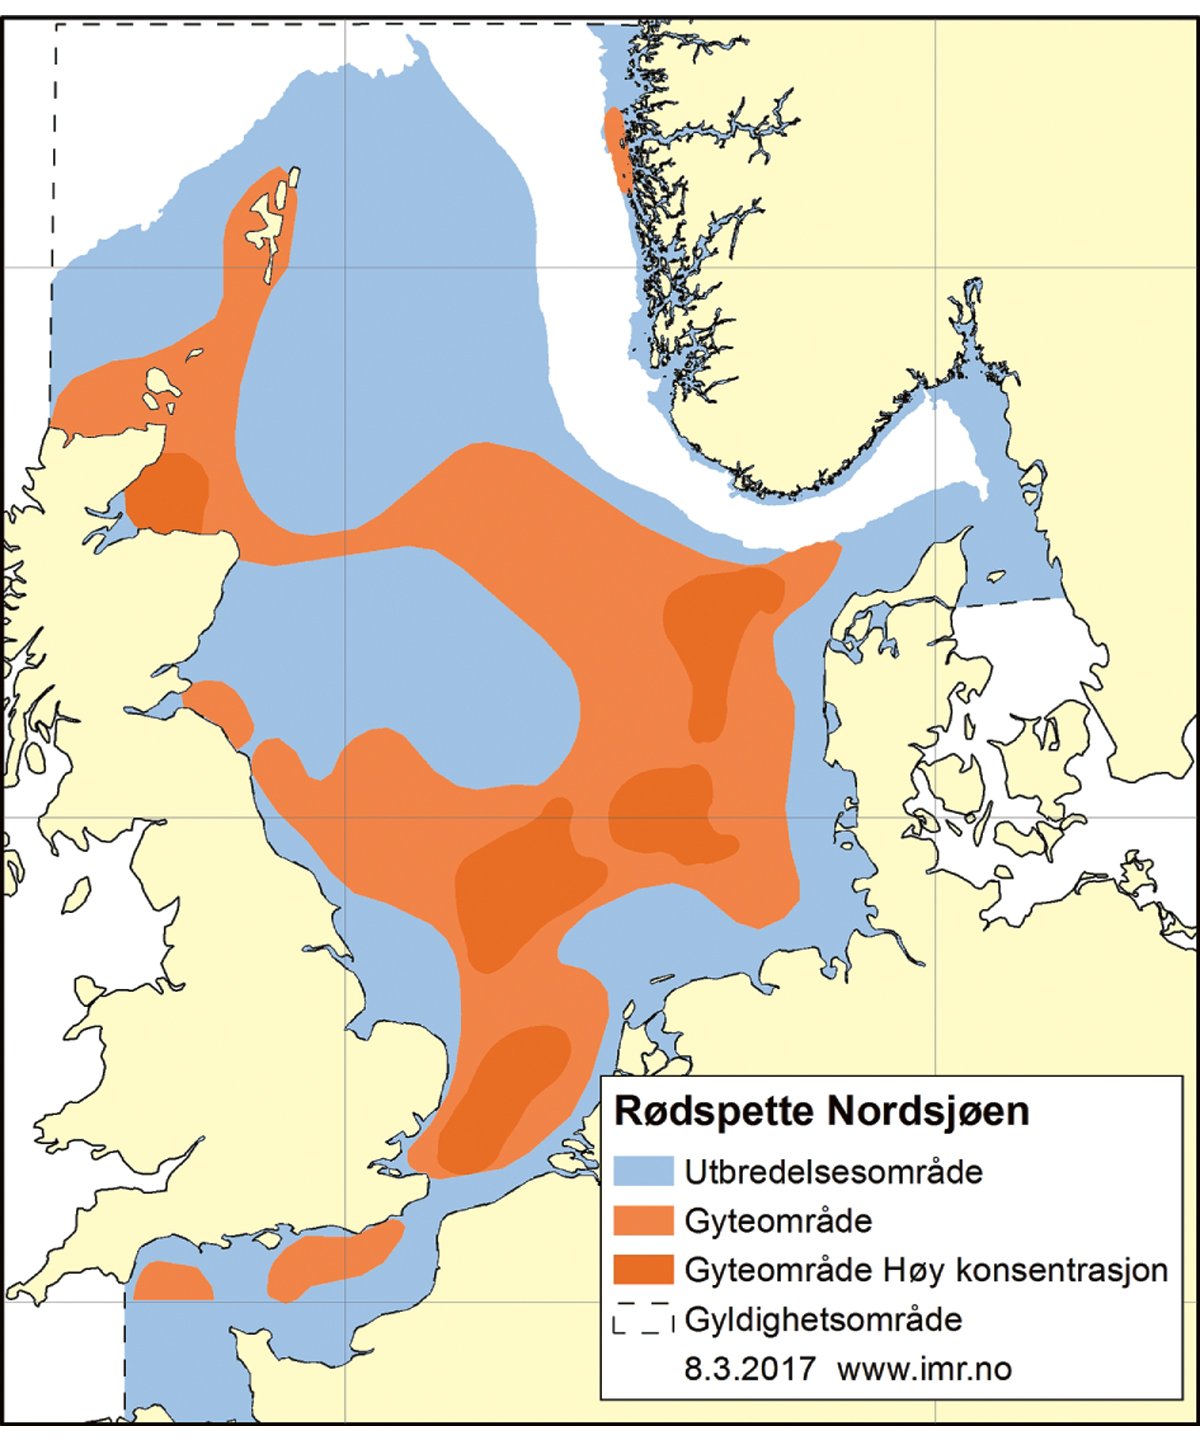 Rødspette Nordsjøen
Utbredelsesområde
Gyteområde
Gyteområde Høy konsentrasjon
Gyldighetsområde
8.3.2017 www.imr.no